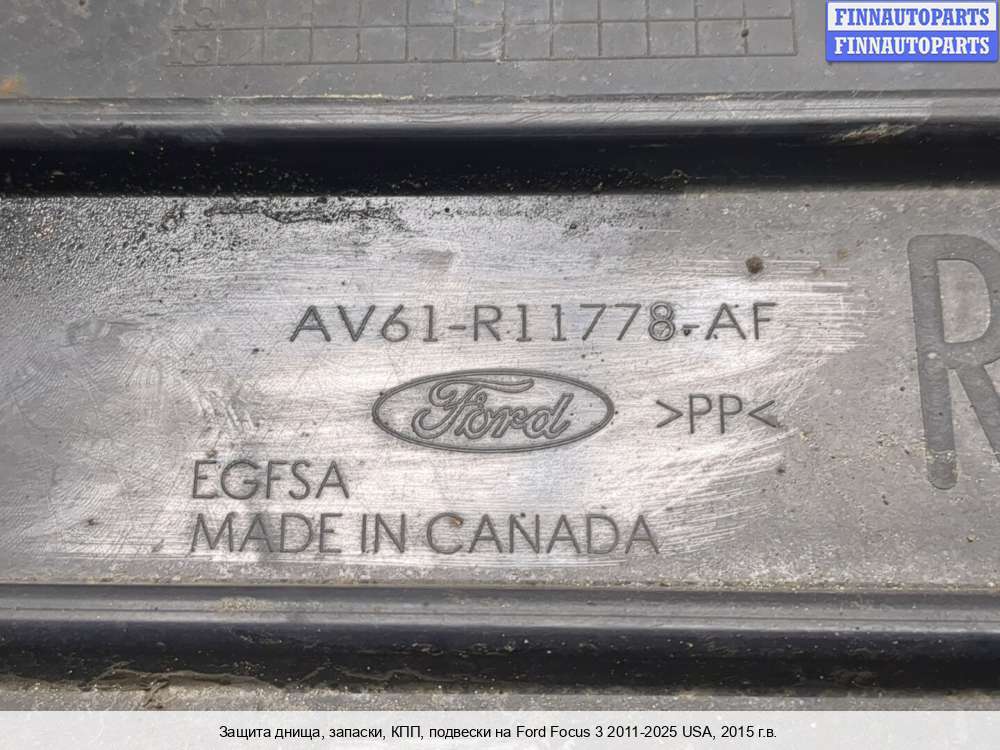 FINNAUTOPARTS
FINNAUTOPARTS
AV61-R11778-AF
Ford >PP<
R
EGFSA
MADE IN CANADA
Защита днища, запаски, КПП, подвески на Ford Focus 3 2011-2025 USA, 2015 г.в.